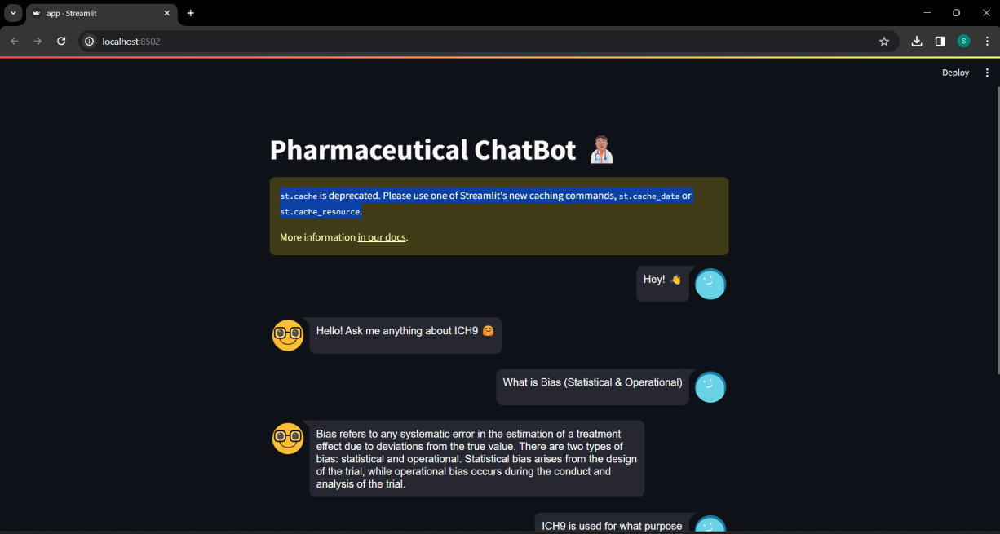 app · Streamlit
localhost:8502
S
Deploy
Pharmaceutical ChatBot
st.cache is deprecated. Please use one of Streamlit's new caching commands, st.cache_data or
st.cache_resource.
More information in our docs.
Hey! 👋
Hello! Ask me anything about ICH9 🤗
What is Bias (Statistical & Operational)
Bias refers to any systematic error in the estimation of a treatment
effect due to deviations from the true value. There are two types of
bias: statistical and operational. Statistical bias arises from the design
of the trial, while operational bias occurs during the conduct and
analysis of the trial.
ICH9 is used for what purpose